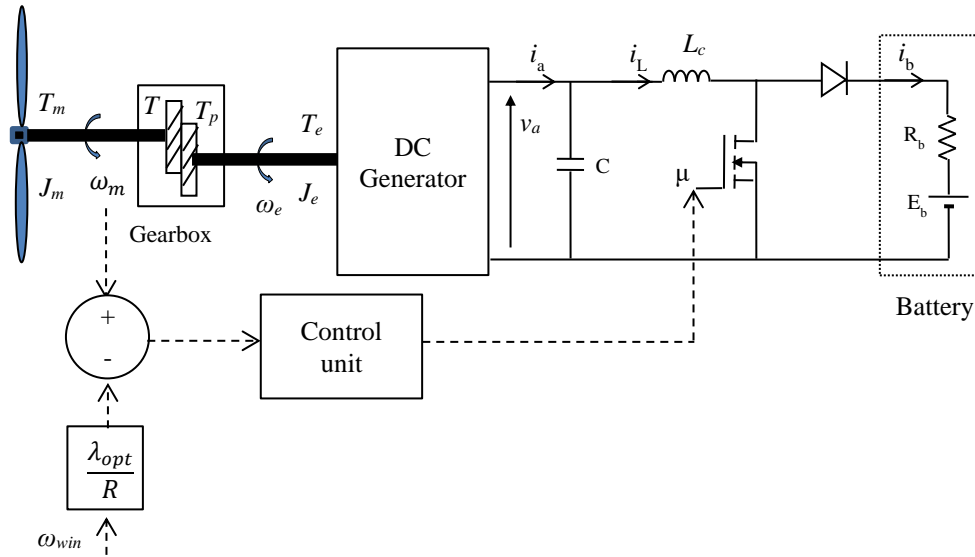 T_m
J_m
ω_m
T
T_p
Gearbox
T_e
ω_e
J_e
DC
Generator
i_a
v_a
C
i_L
L_c
μ
i_b
R_b
E_b
Battery
+
-
Control
unit
λ_opt
R
ω_win